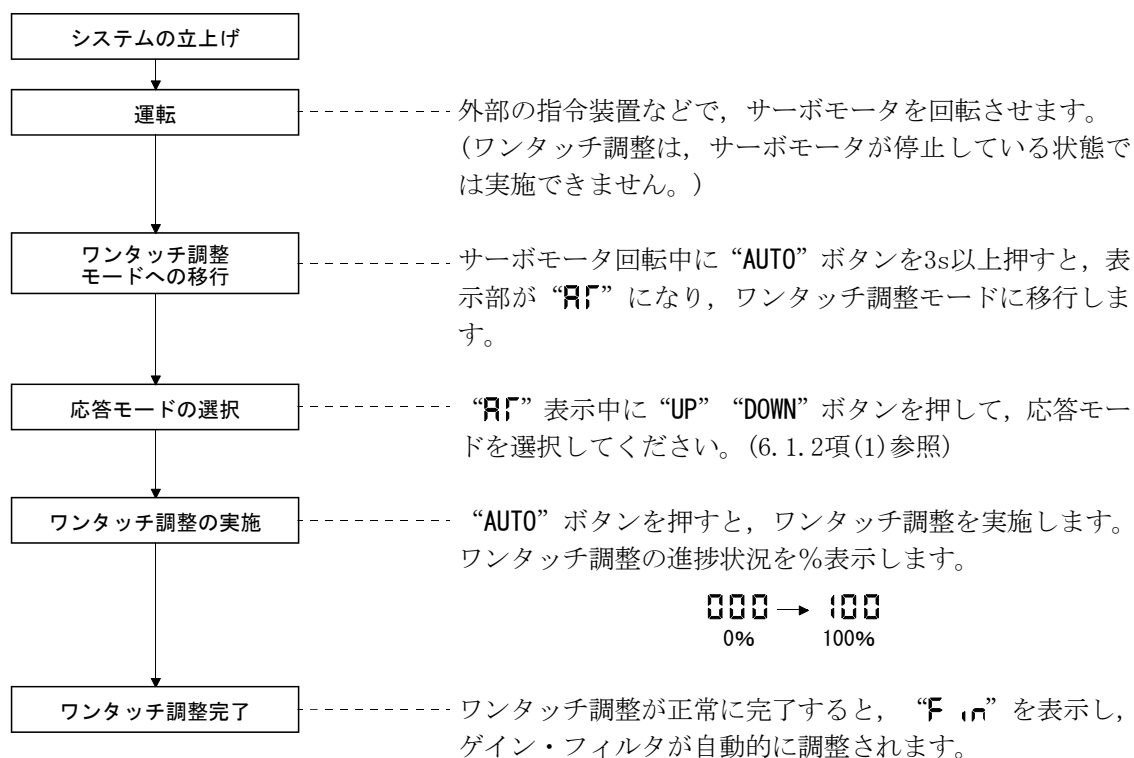 システムの立上げ
運転
外部の指令装置などで，サーボモータを回転させます。
(ワンタッチ調整は，サーボモータが停止している状態で
は実施できません。)
ワンタッチ調整
モードへの移行
サーボモータ回転中に“AUTO”ボタンを3s以上押すと，表
示部が“AΓ”になり，ワンタッチ調整モードに移行しま
す。
応答モードの選択
“AΓ”表示中に“UP”“DOWN”ボタンを押して，応答モー
ドを選択してください。(6.1.2項(1)参照)
ワンタッチ調整の実施
“AUTO”ボタンを押すと，ワンタッチ調整を実施します。
ワンタッチ調整の進捗状況を%表示します。
000 → 100
0% 100%
ワンタッチ調整完了
ワンタッチ調整が正常に完了すると，“Fin”を表示し，
ゲイン・フィルタが自動的に調整されます。